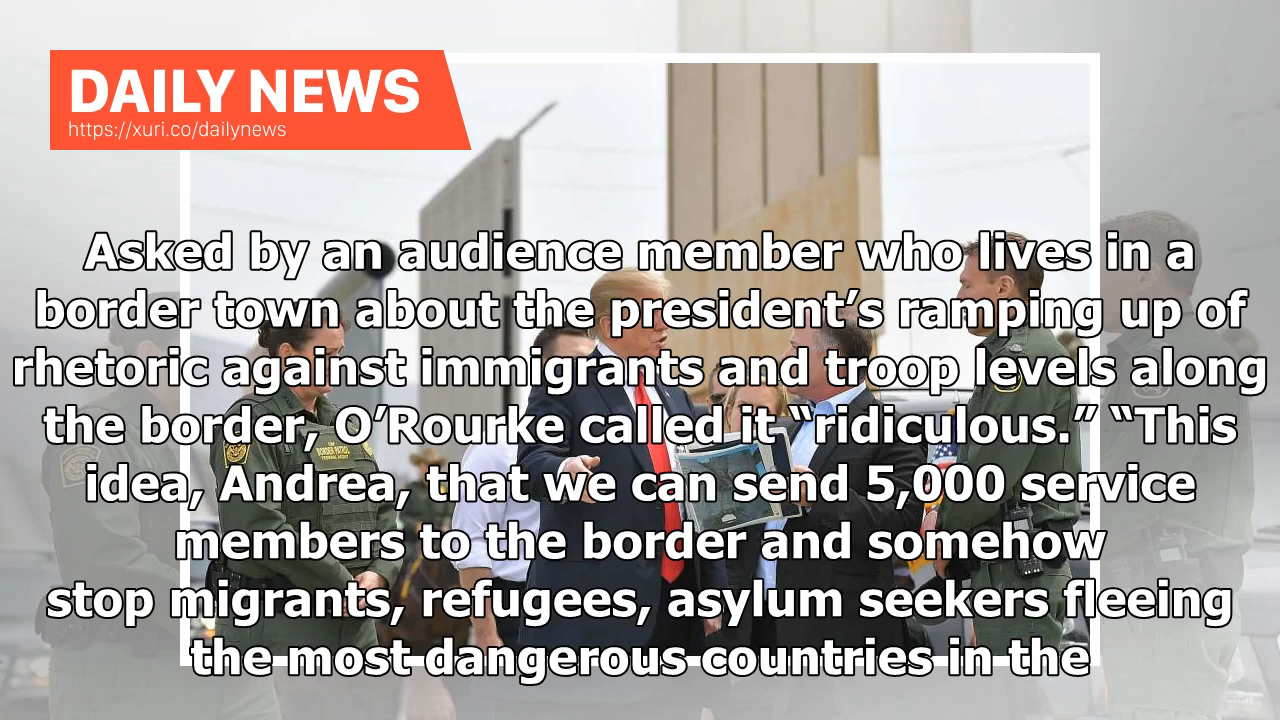 DAILY NEWS
https://xuri.co/dailynews
Asked by an audience member who lives in a
border town about the president’s ramping up of
rhetoric against immigrants and troop levels along
the border, O’Rourke called it “ridiculous.” “This
idea, Andrea, that we can send 5,000 service
members to the border and somehow
stop migrants, refugees, asylum seekers fleeing
the most dangerous countries in the